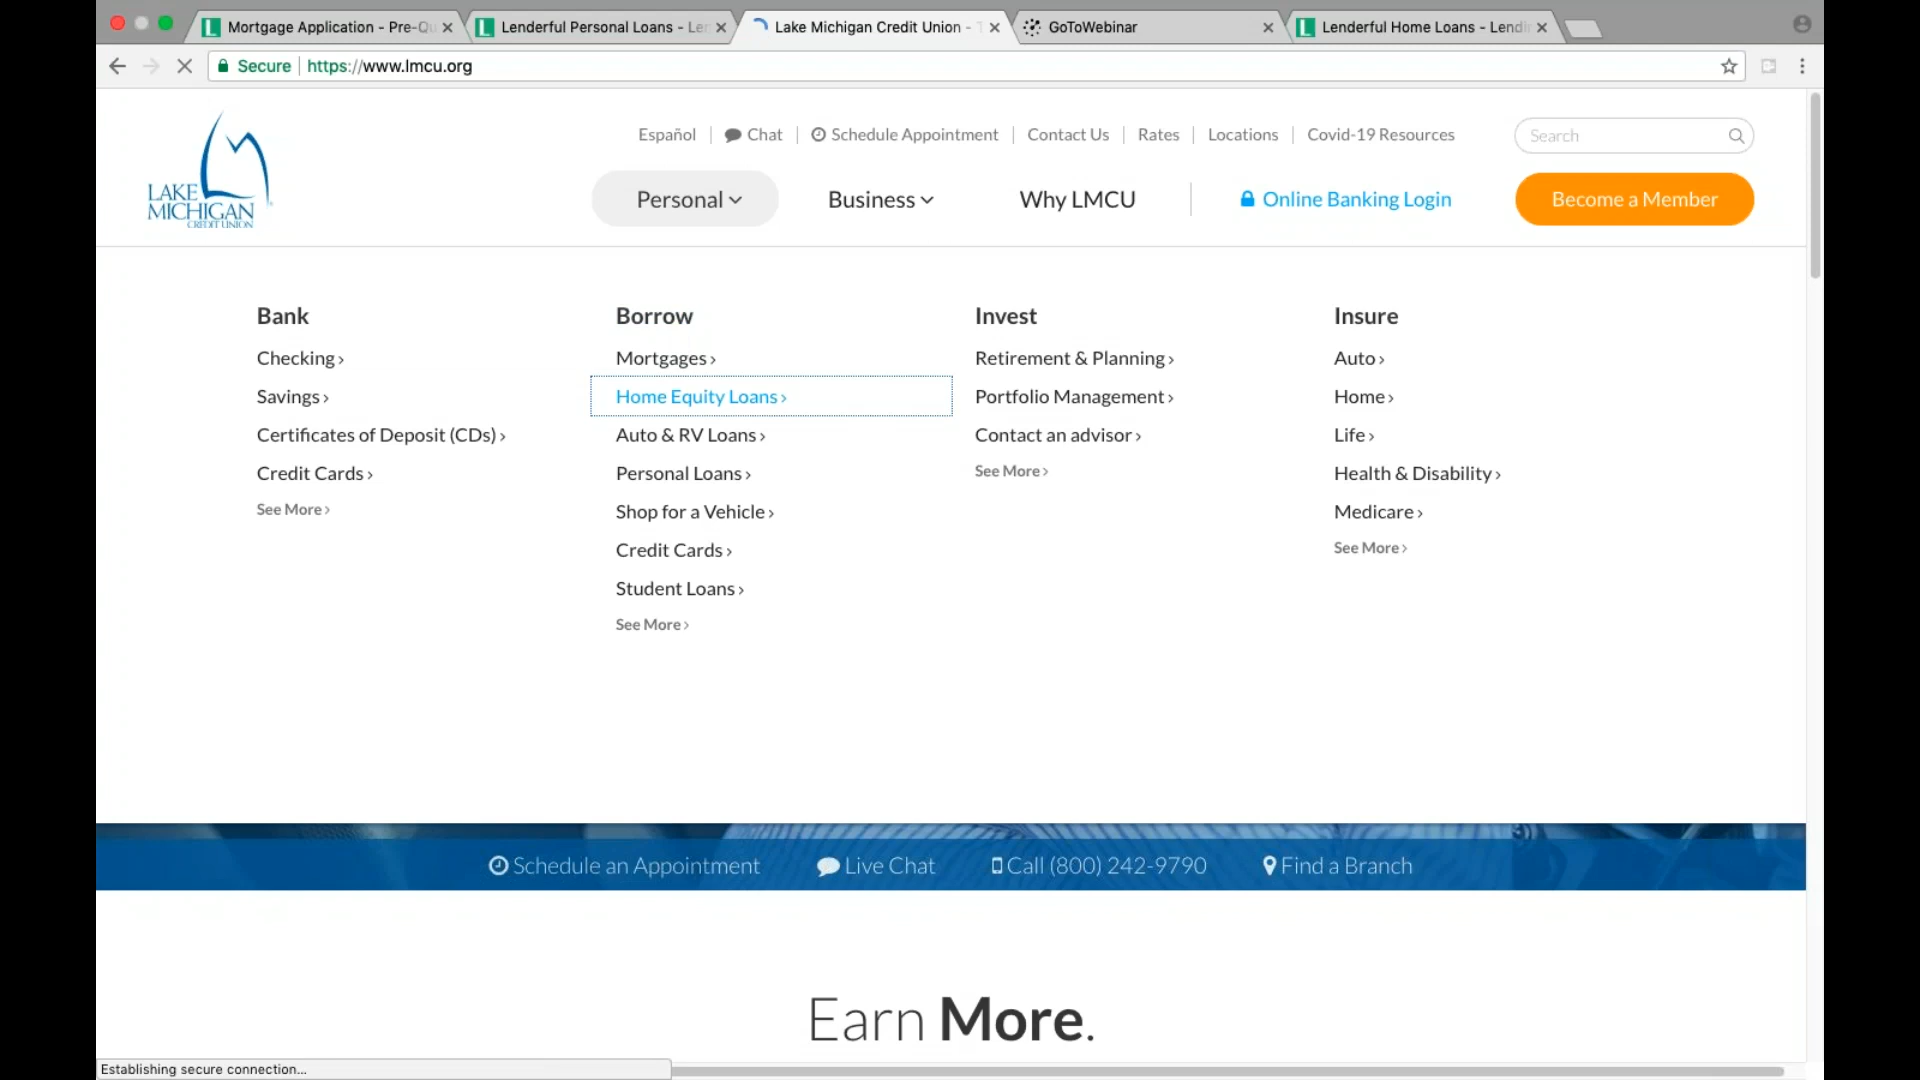 Mortgage Application - Pre-Qu
Lenderful Personal Loans - Len
Lake Michigan Credit Union - T
GoToWebinar
Lenderful Home Loans - Lendin
Secure
https://www.lmcu.org
LAKE
MICHIGAN
CREDIT UNION
Español
Chat
Schedule Appointment
Contact Us
Rates
Locations
Covid-19 Resources
Search
Personal
Business
Why LMCU
Online Banking Login
Become a Member
Bank
Checking ›
Savings ›
Certificates of Deposit (CDs) ›
Credit Cards ›
See More ›
Borrow
Mortgages ›
Home Equity Loans ›
Auto & RV Loans ›
Personal Loans ›
Shop for a Vehicle ›
Credit Cards ›
Student Loans ›
See More ›
Invest
Retirement & Planning ›
Portfolio Management ›
Contact an advisor ›
See More ›
Insure
Auto ›
Home ›
Life ›
Health & Disability ›
Medicare ›
See More ›
Schedule an Appointment
Live Chat
Call (800) 242-9790
Find a Branch
Earn More.
Establishing secure connection...